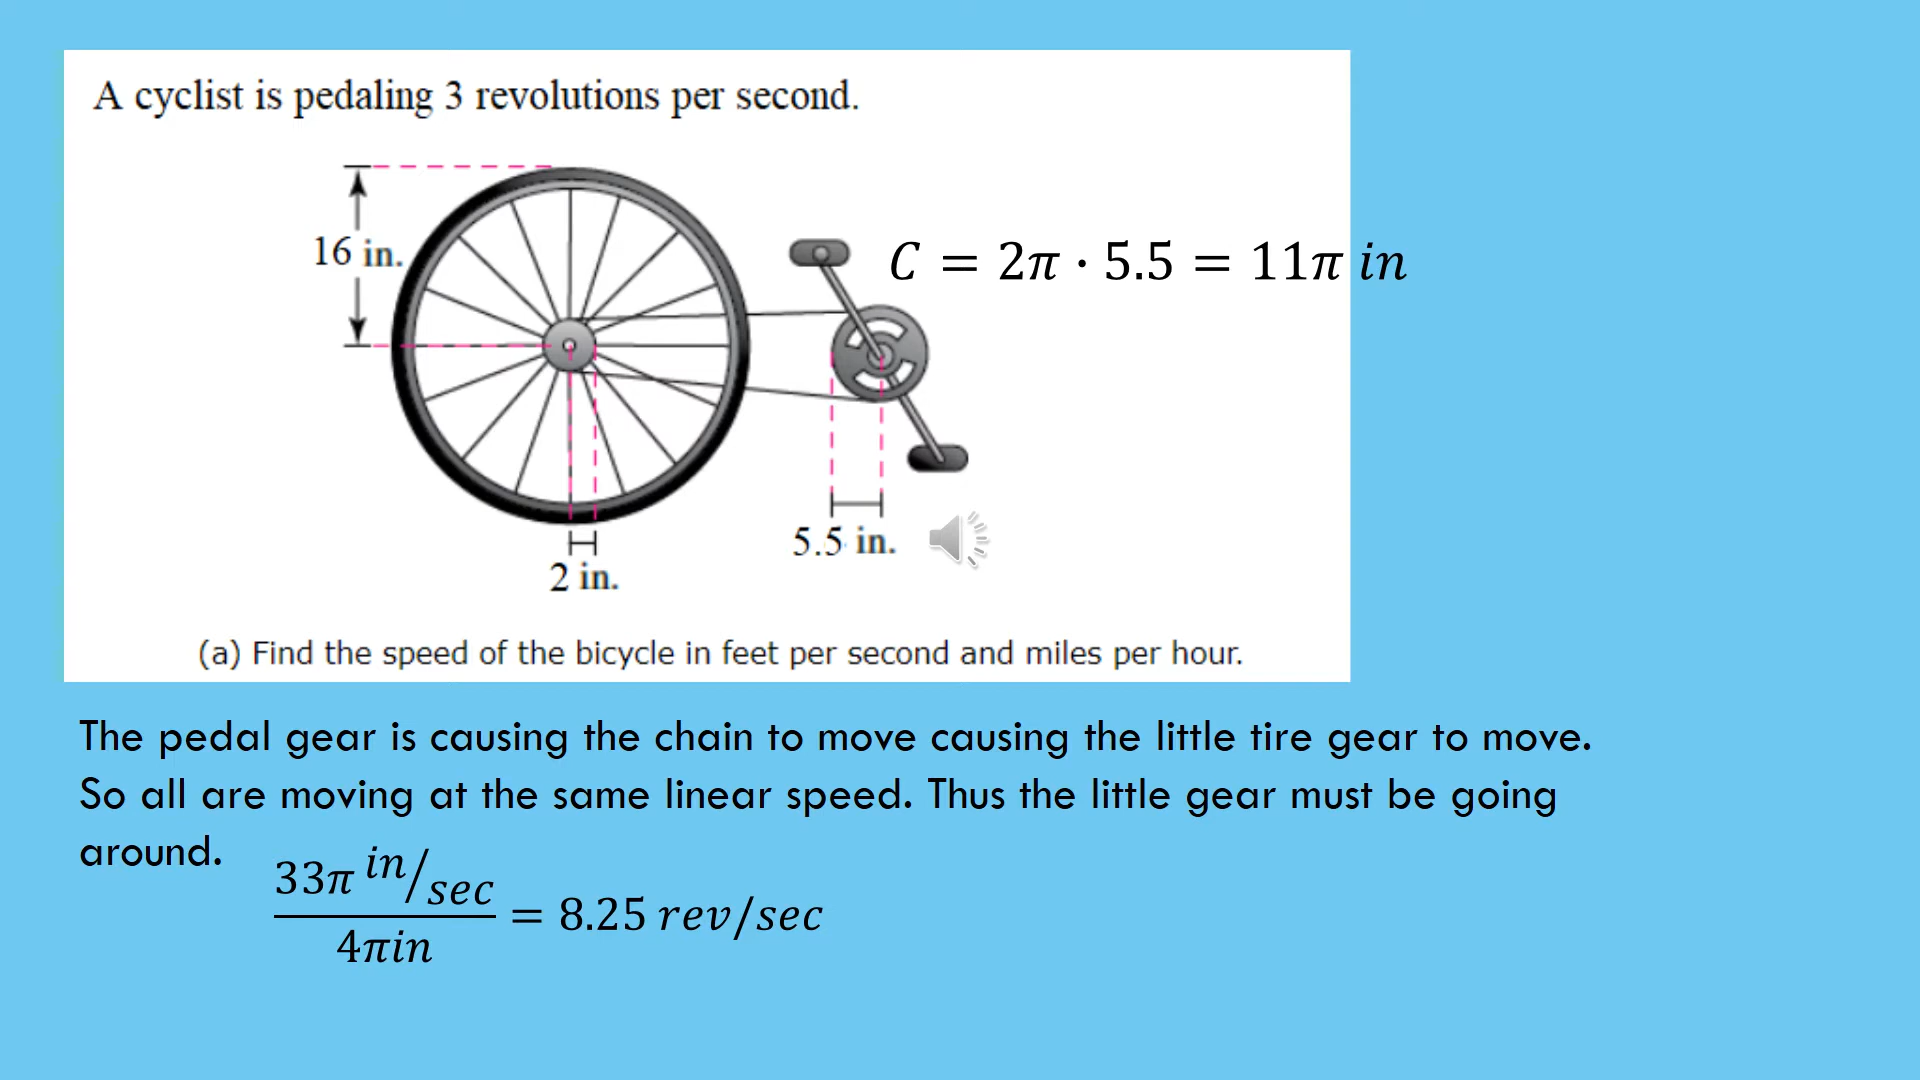 A cyclist is pedaling 3 revolutions per second.
16 in.
C = 2π · 5.5 = 11π in
5.5 in.
2 in.
(a) Find the speed of the bicycle in feet per second and miles per hour.
The pedal gear is causing the chain to move causing the little tire gear to move.
So all are moving at the same linear speed. Thus the little gear must be going
around.
33π in/sec
= 8.25 rev/sec
4πin